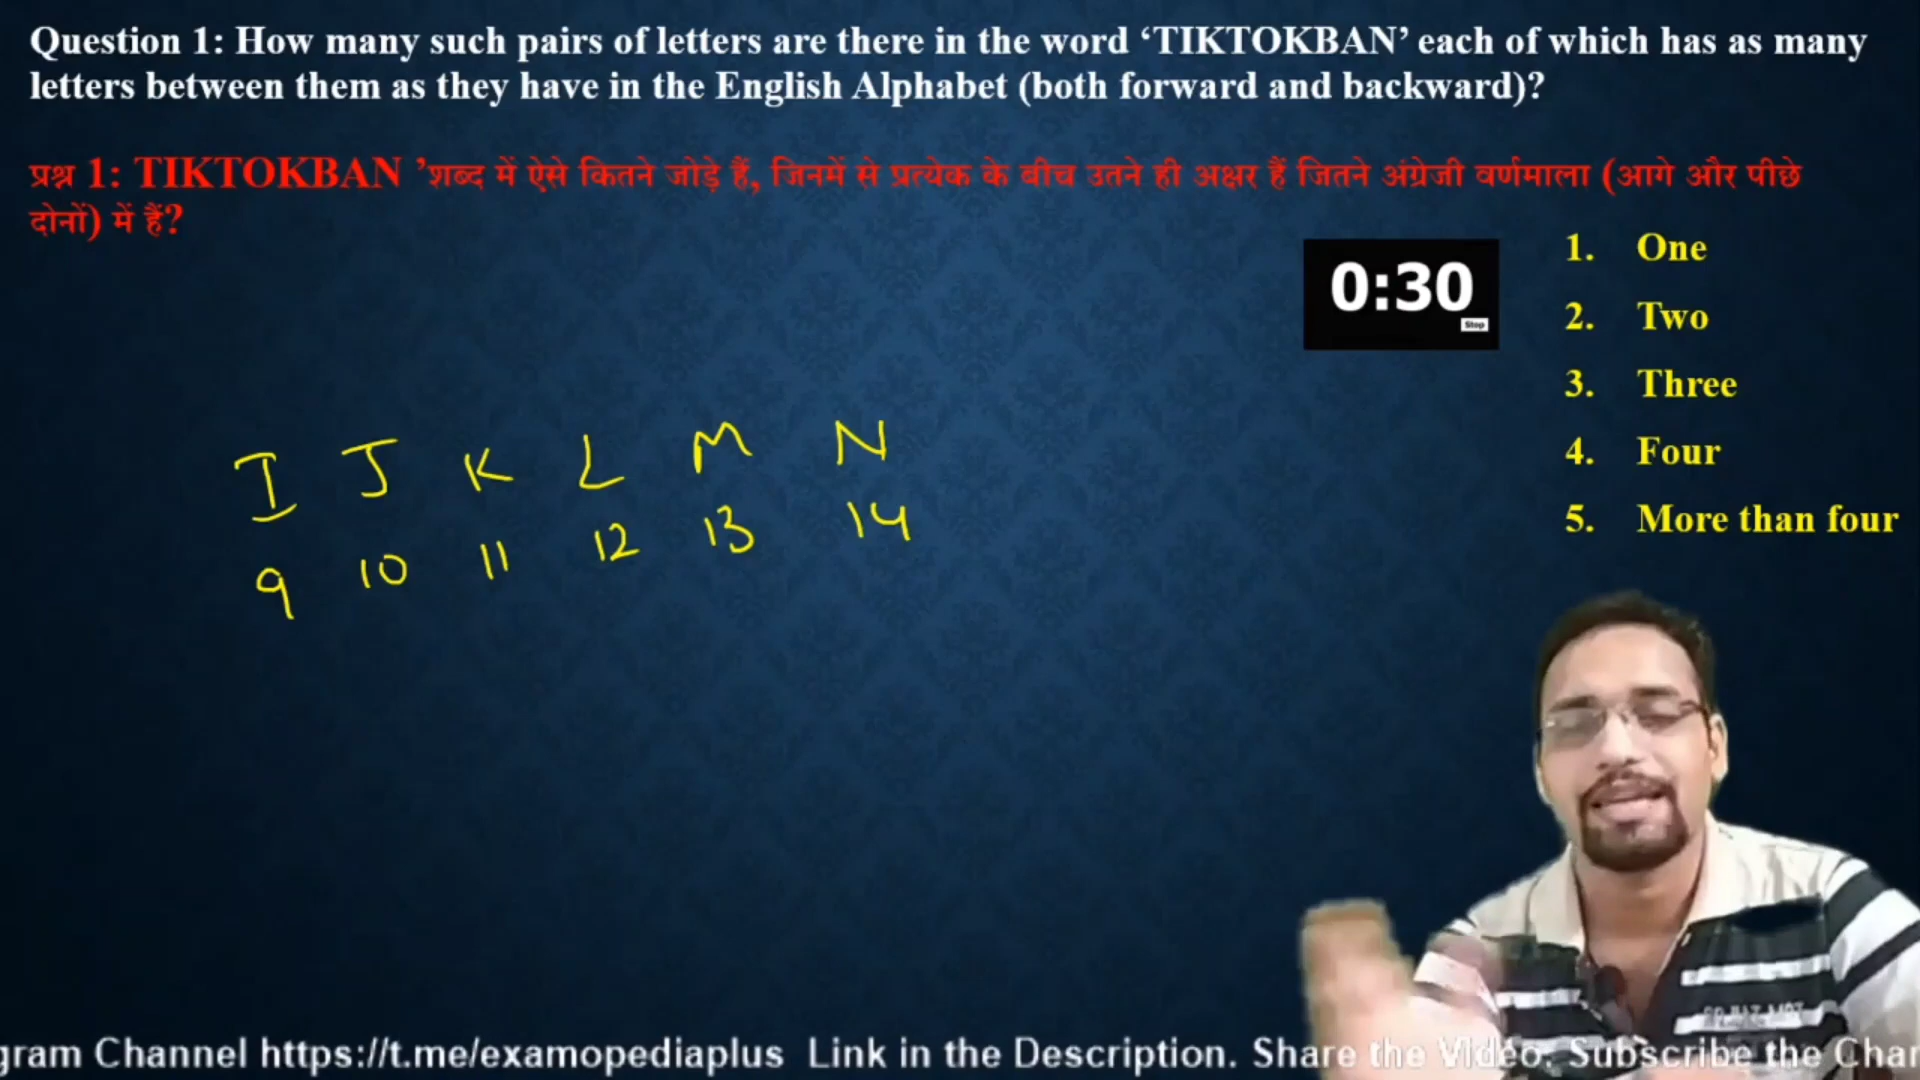 Question 1: How many such pairs of letters are there in the word ‘TIKTOKBAN’ each of which has as many
letters between them as they have in the English Alphabet (both forward and backward)?
प्रश्न 1: TIKTOKBAN ’शब्द में ऐसे कितने जोड़े हैं, जिनमें से प्रत्येक के बीच उतने ही अक्षर हैं जितने अंग्रेजी वर्णमाला (आगे और पीछे
दोनों) में हैं?
0:30
Stop
1. One
2. Two
3. Three
4. Four
5. More than four
I J K L M N
9 10 11 12 13 14
gram Channel https://t.me/examopediaplus Link in the Description. Share the Video. Subscribe the Chan